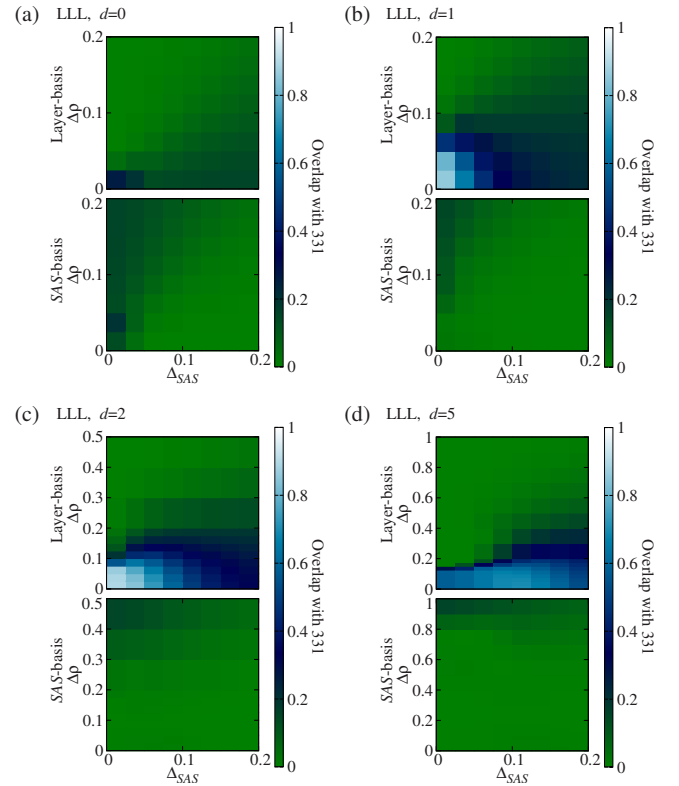 (a) LLL, d=0
0.2
0.1
0
Layer-basis
Δρ
0.2
0.1
0
SAS-basis
Δρ
0 0.1 0.2
Δ_SAS
1
0.8
0.6
0.4
0.2
0
Overlap with 331
(b) LLL, d=1
0.2
0.1
0
Layer-basis
Δρ
0.2
0.1
0
SAS-basis
Δρ
0 0.1 0.2
Δ_SAS
1
0.8
0.6
0.4
0.2
0
Overlap with 331
(c) LLL, d=2
0.5
0.4
0.3
0.2
0.1
0
Layer-basis
Δρ
0.5
0.4
0.3
0.2
0.1
0
SAS-basis
Δρ
0 0.1 0.2
Δ_SAS
1
0.8
0.6
0.4
0.2
0
Overlap with 331
(d) LLL, d=5
1
0.8
0.6
0.4
0.2
0
Layer-basis
Δρ
1
0.8
0.6
0.4
0.2
0
SAS-basis
Δρ
0 0.1 0.2
Δ_SAS
1
0.8
0.6
0.4
0.2
0
Overlap with 331